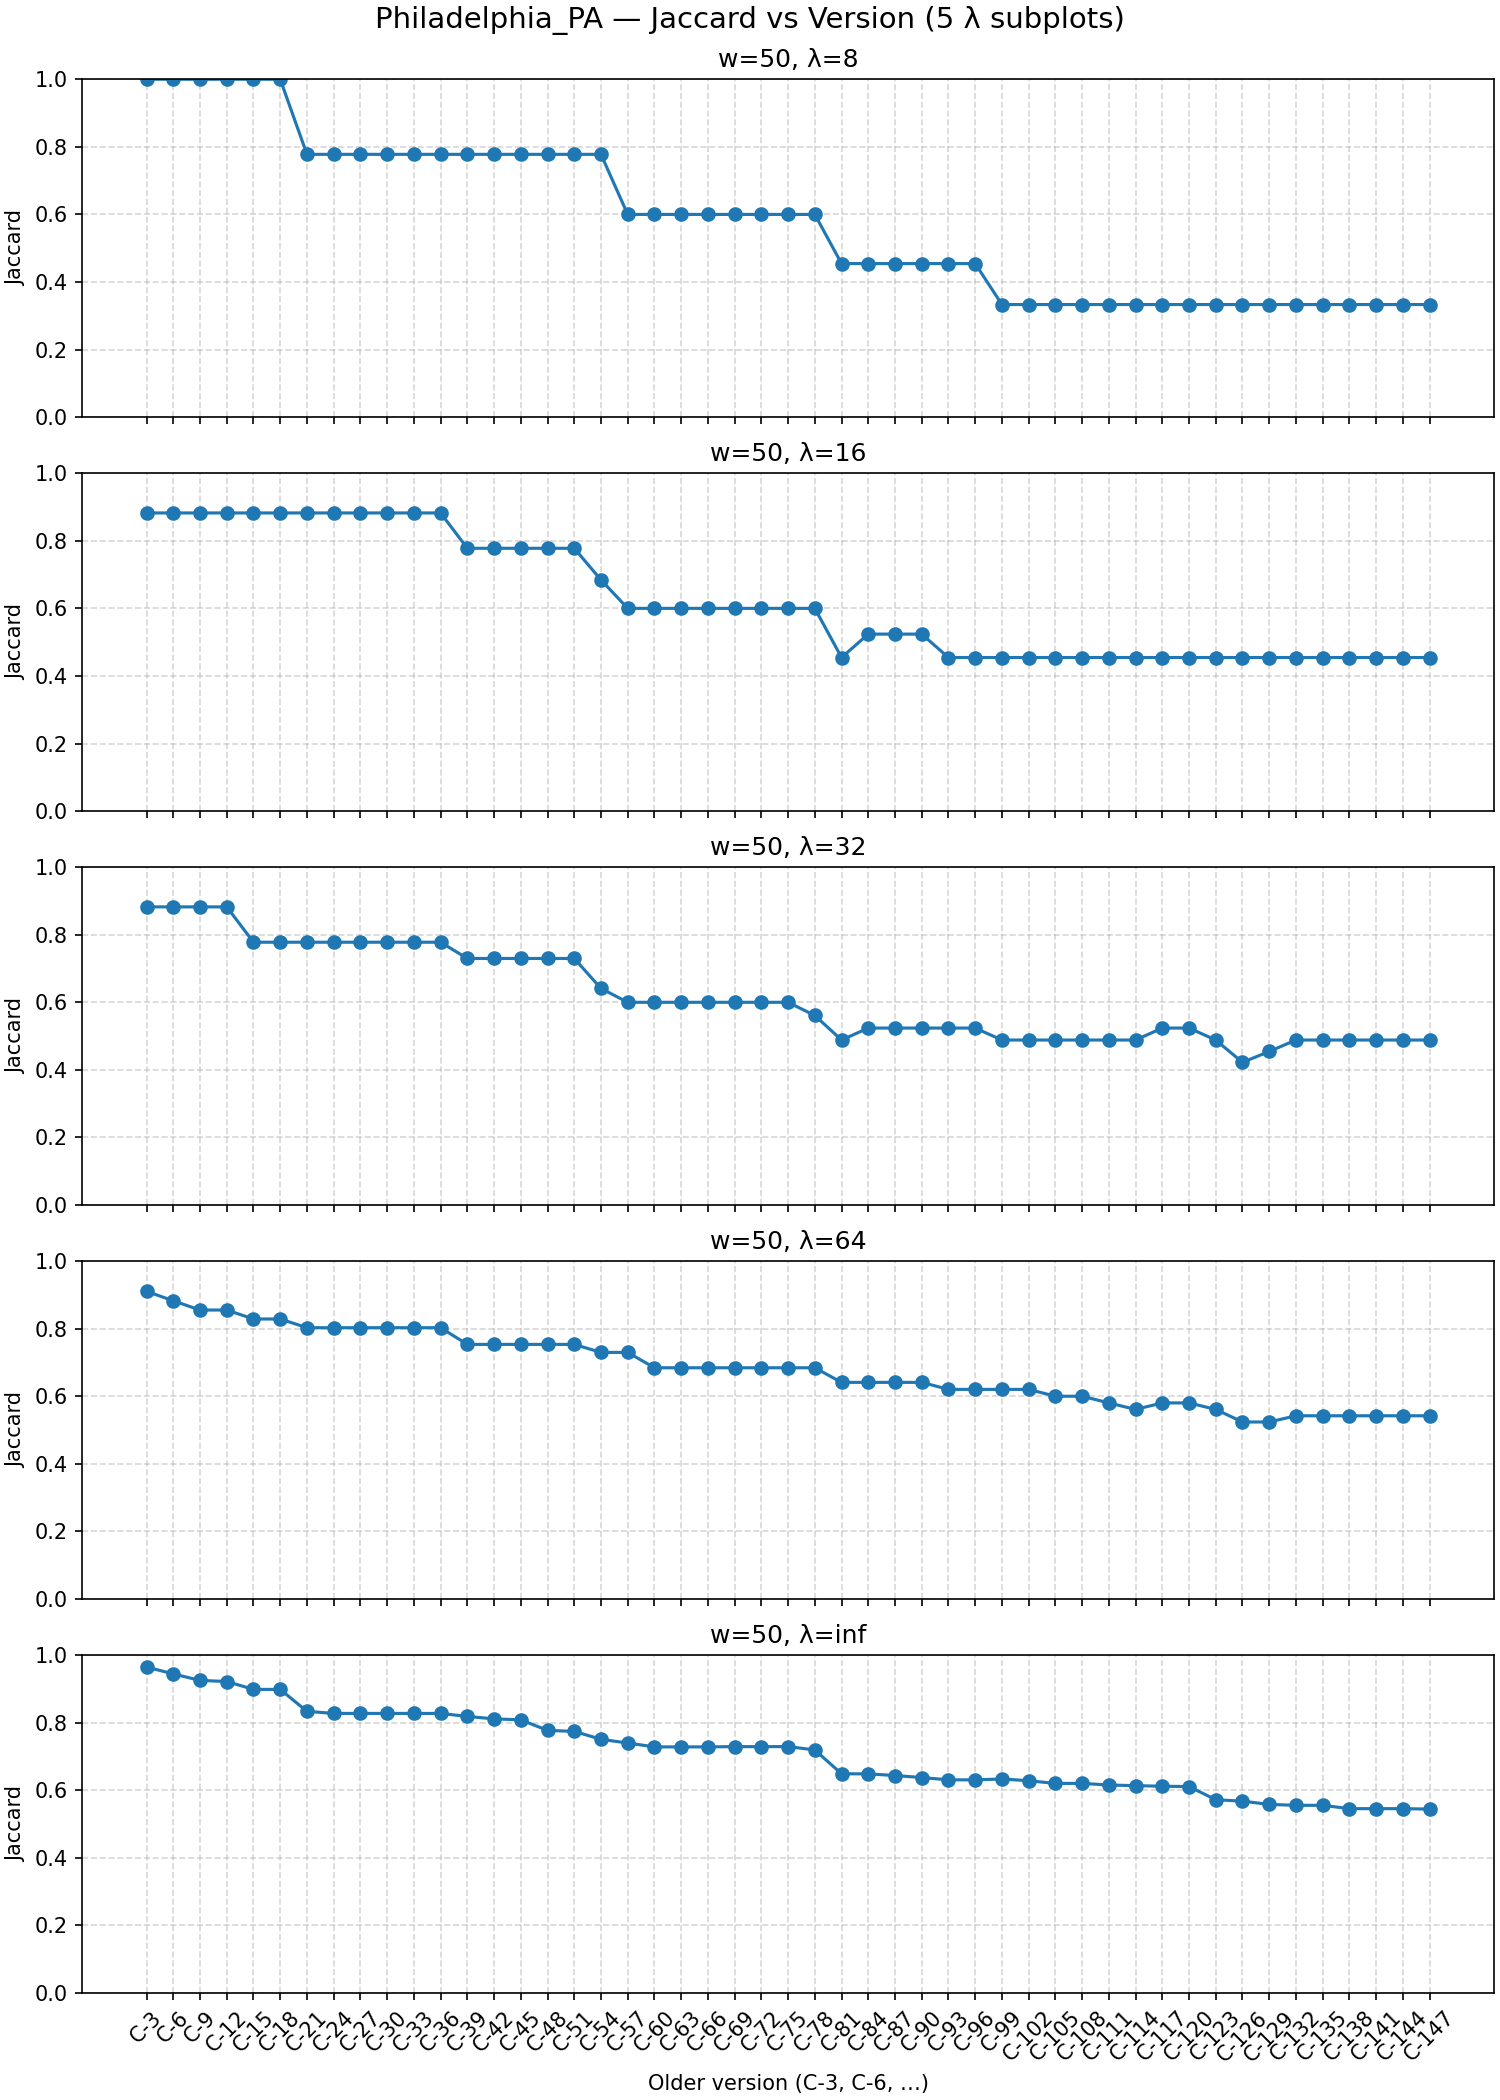 Philadelphia_PA — Jaccard vs Version (5 λ subplots)
w=50, λ=8
1.0
0.8
0.6
0.4
0.2
0.0
Jaccard
w=50, λ=16
1.0
0.8
0.6
0.4
0.2
0.0
Jaccard
w=50, λ=32
1.0
0.8
0.6
0.4
0.2
0.0
Jaccard
w=50, λ=64
1.0
0.8
0.6
0.4
0.2
0.0
Jaccard
w=50, λ=inf
1.0
0.8
0.6
0.4
0.2
0.0
Jaccard
C-3 C-6 C-9 C-12 C-15 C-18 C-21 C-24 C-27 C-30 C-33 C-36 C-39 C-42 C-45 C-48 C-51 C-54 C-57 C-60 C-63 C-66 C-69 C-72 C-75 C-78 C-81 C-84 C-87 C-90 C-93 C-96 C-99 C-102 C-105 C-108 C-111 C-114 C-117 C-120 C-123 C-126 C-129 C-132 C-135 C-138 C-141 C-144 C-147
Older version (C-3, C-6, ...)